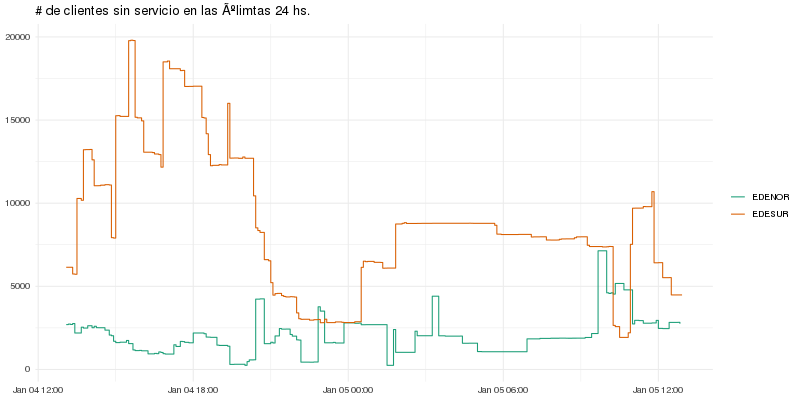 # de clientes sin servicio en las Ãºlimtas 24 hs.
20000
15000
10000
5000
0
Jan 04 12:00
Jan 04 18:00
Jan 05 00:00
Jan 05 06:00
Jan 05 12:00
EDENOR
EDESUR